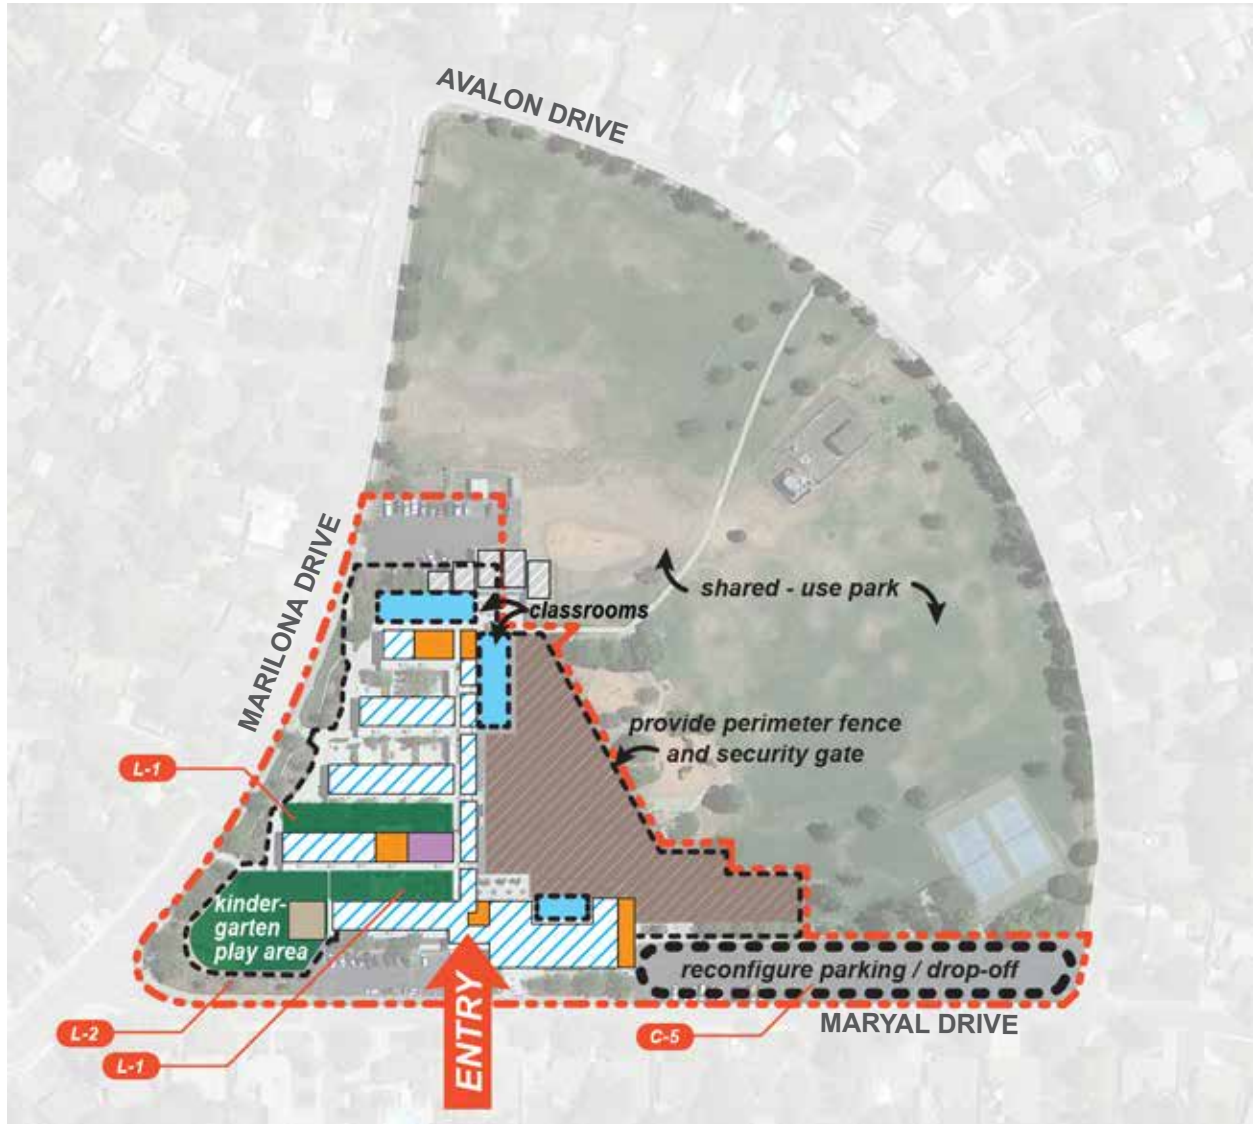 AVALON DRIVE
MARILONA DRIVE
classrooms
shared - use park
provide perimeter fence
and security gate
L-1
kinder-
garten
play area
reconfigure parking / drop-off
L-2
L-1
ENTRY
C-5
MARYAL DRIVE